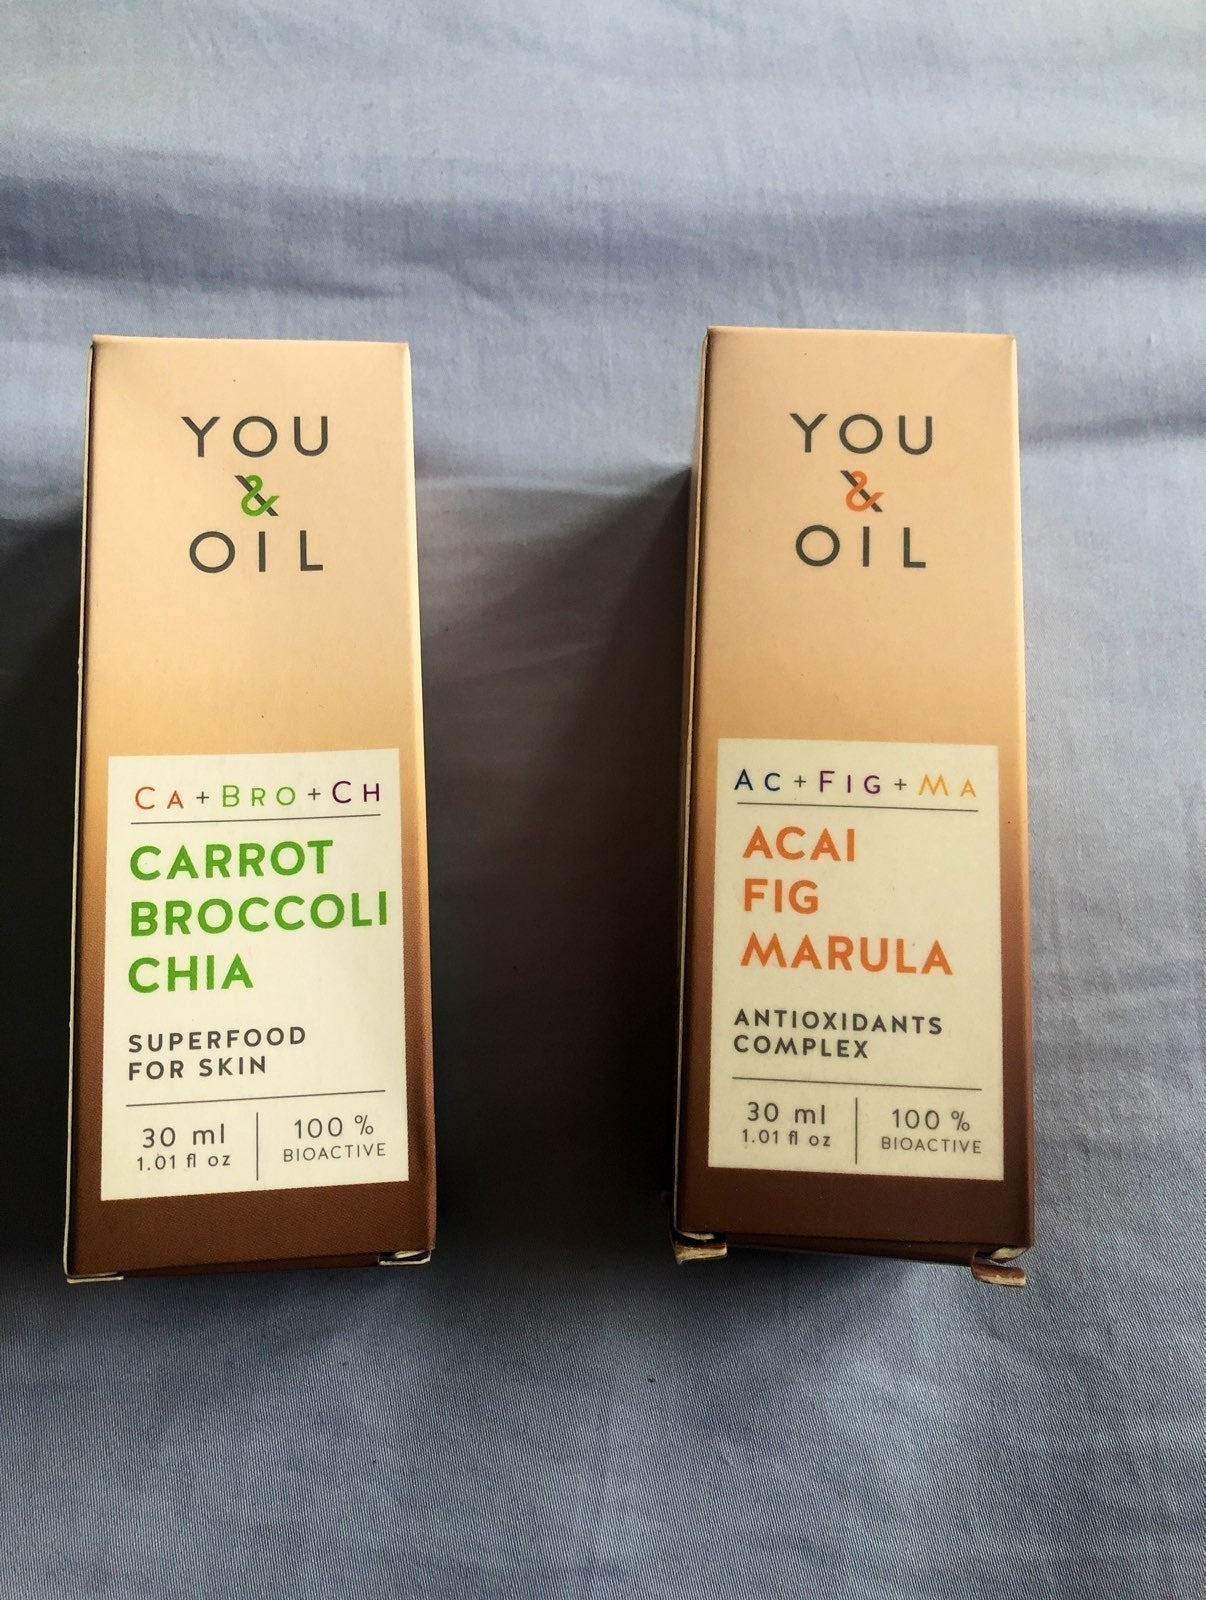 YOU
&
OIL
CA + BRO + CH
CARROT
BROCCOLI
CHIA
SUPERFOOD
FOR SKIN
30 ml
1.01 fl oz
100 %
BIOACTIVE
YOU
&
OIL
AC + FIG + MA
ACAI
FIG
MARULA
ANTIOXIDANTS
COMPLEX
30 ml
1.01 fl oz
100 %
BIOACTIVE